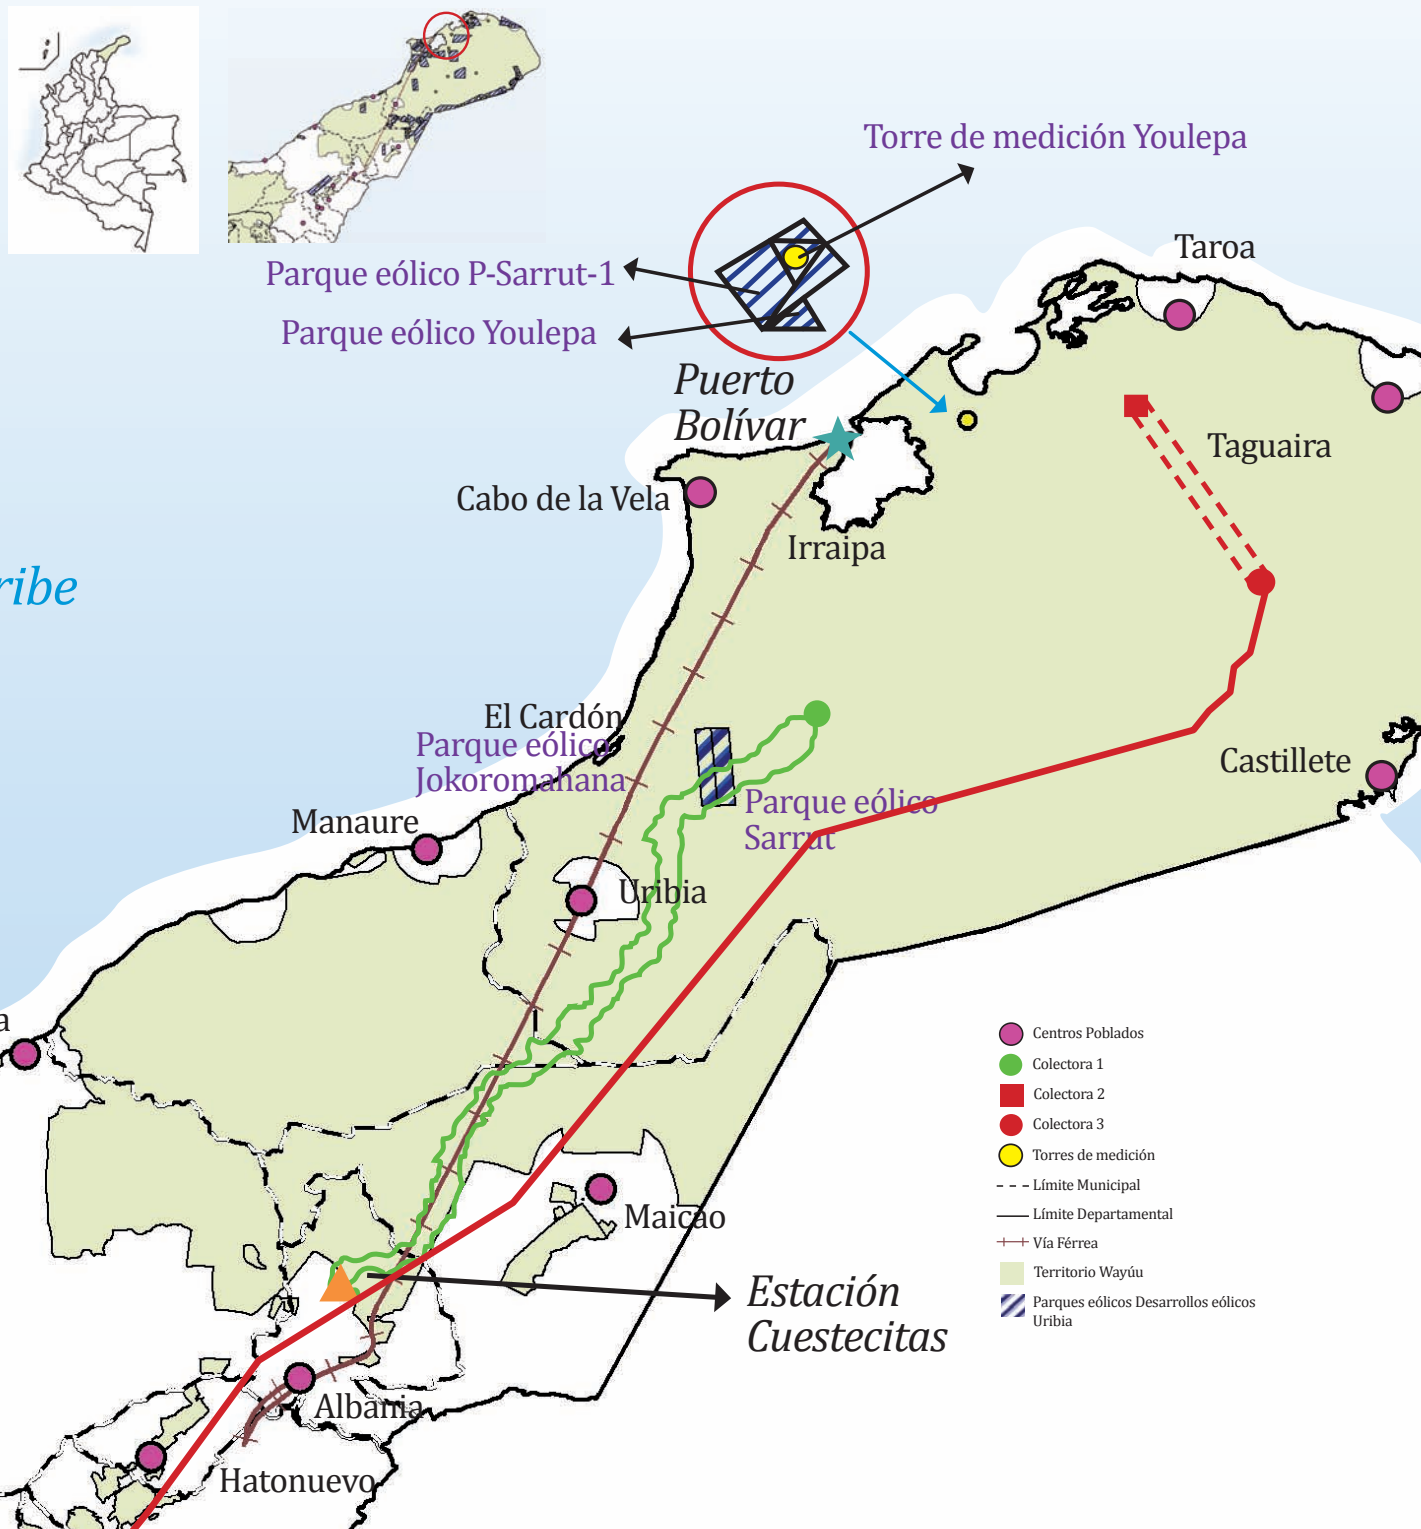 Torre de medición Youlepa
Taroa
Parque eólico P-Sarrut-1
Parque eólico Youlepa
Puerto
Bolívar
Taguaira
Cabo de la Vela
Irraipa
ribe
El Cardón
Parque eólico
Jokoromahana
Castillete
Parque eólico
Sarrut
Manaure
Uribia
a
Centros Poblados
Colectora 1
Colectora 2
Colectora 3
Torres de medición
Límite Municipal
Límite Departamental
Vía Férrea
Territorio Wayúu
Parques eólicos Desarrollos eólicos
Uribia
Maicao
Estación
Cuestecitas
Albania
Hatonuevo